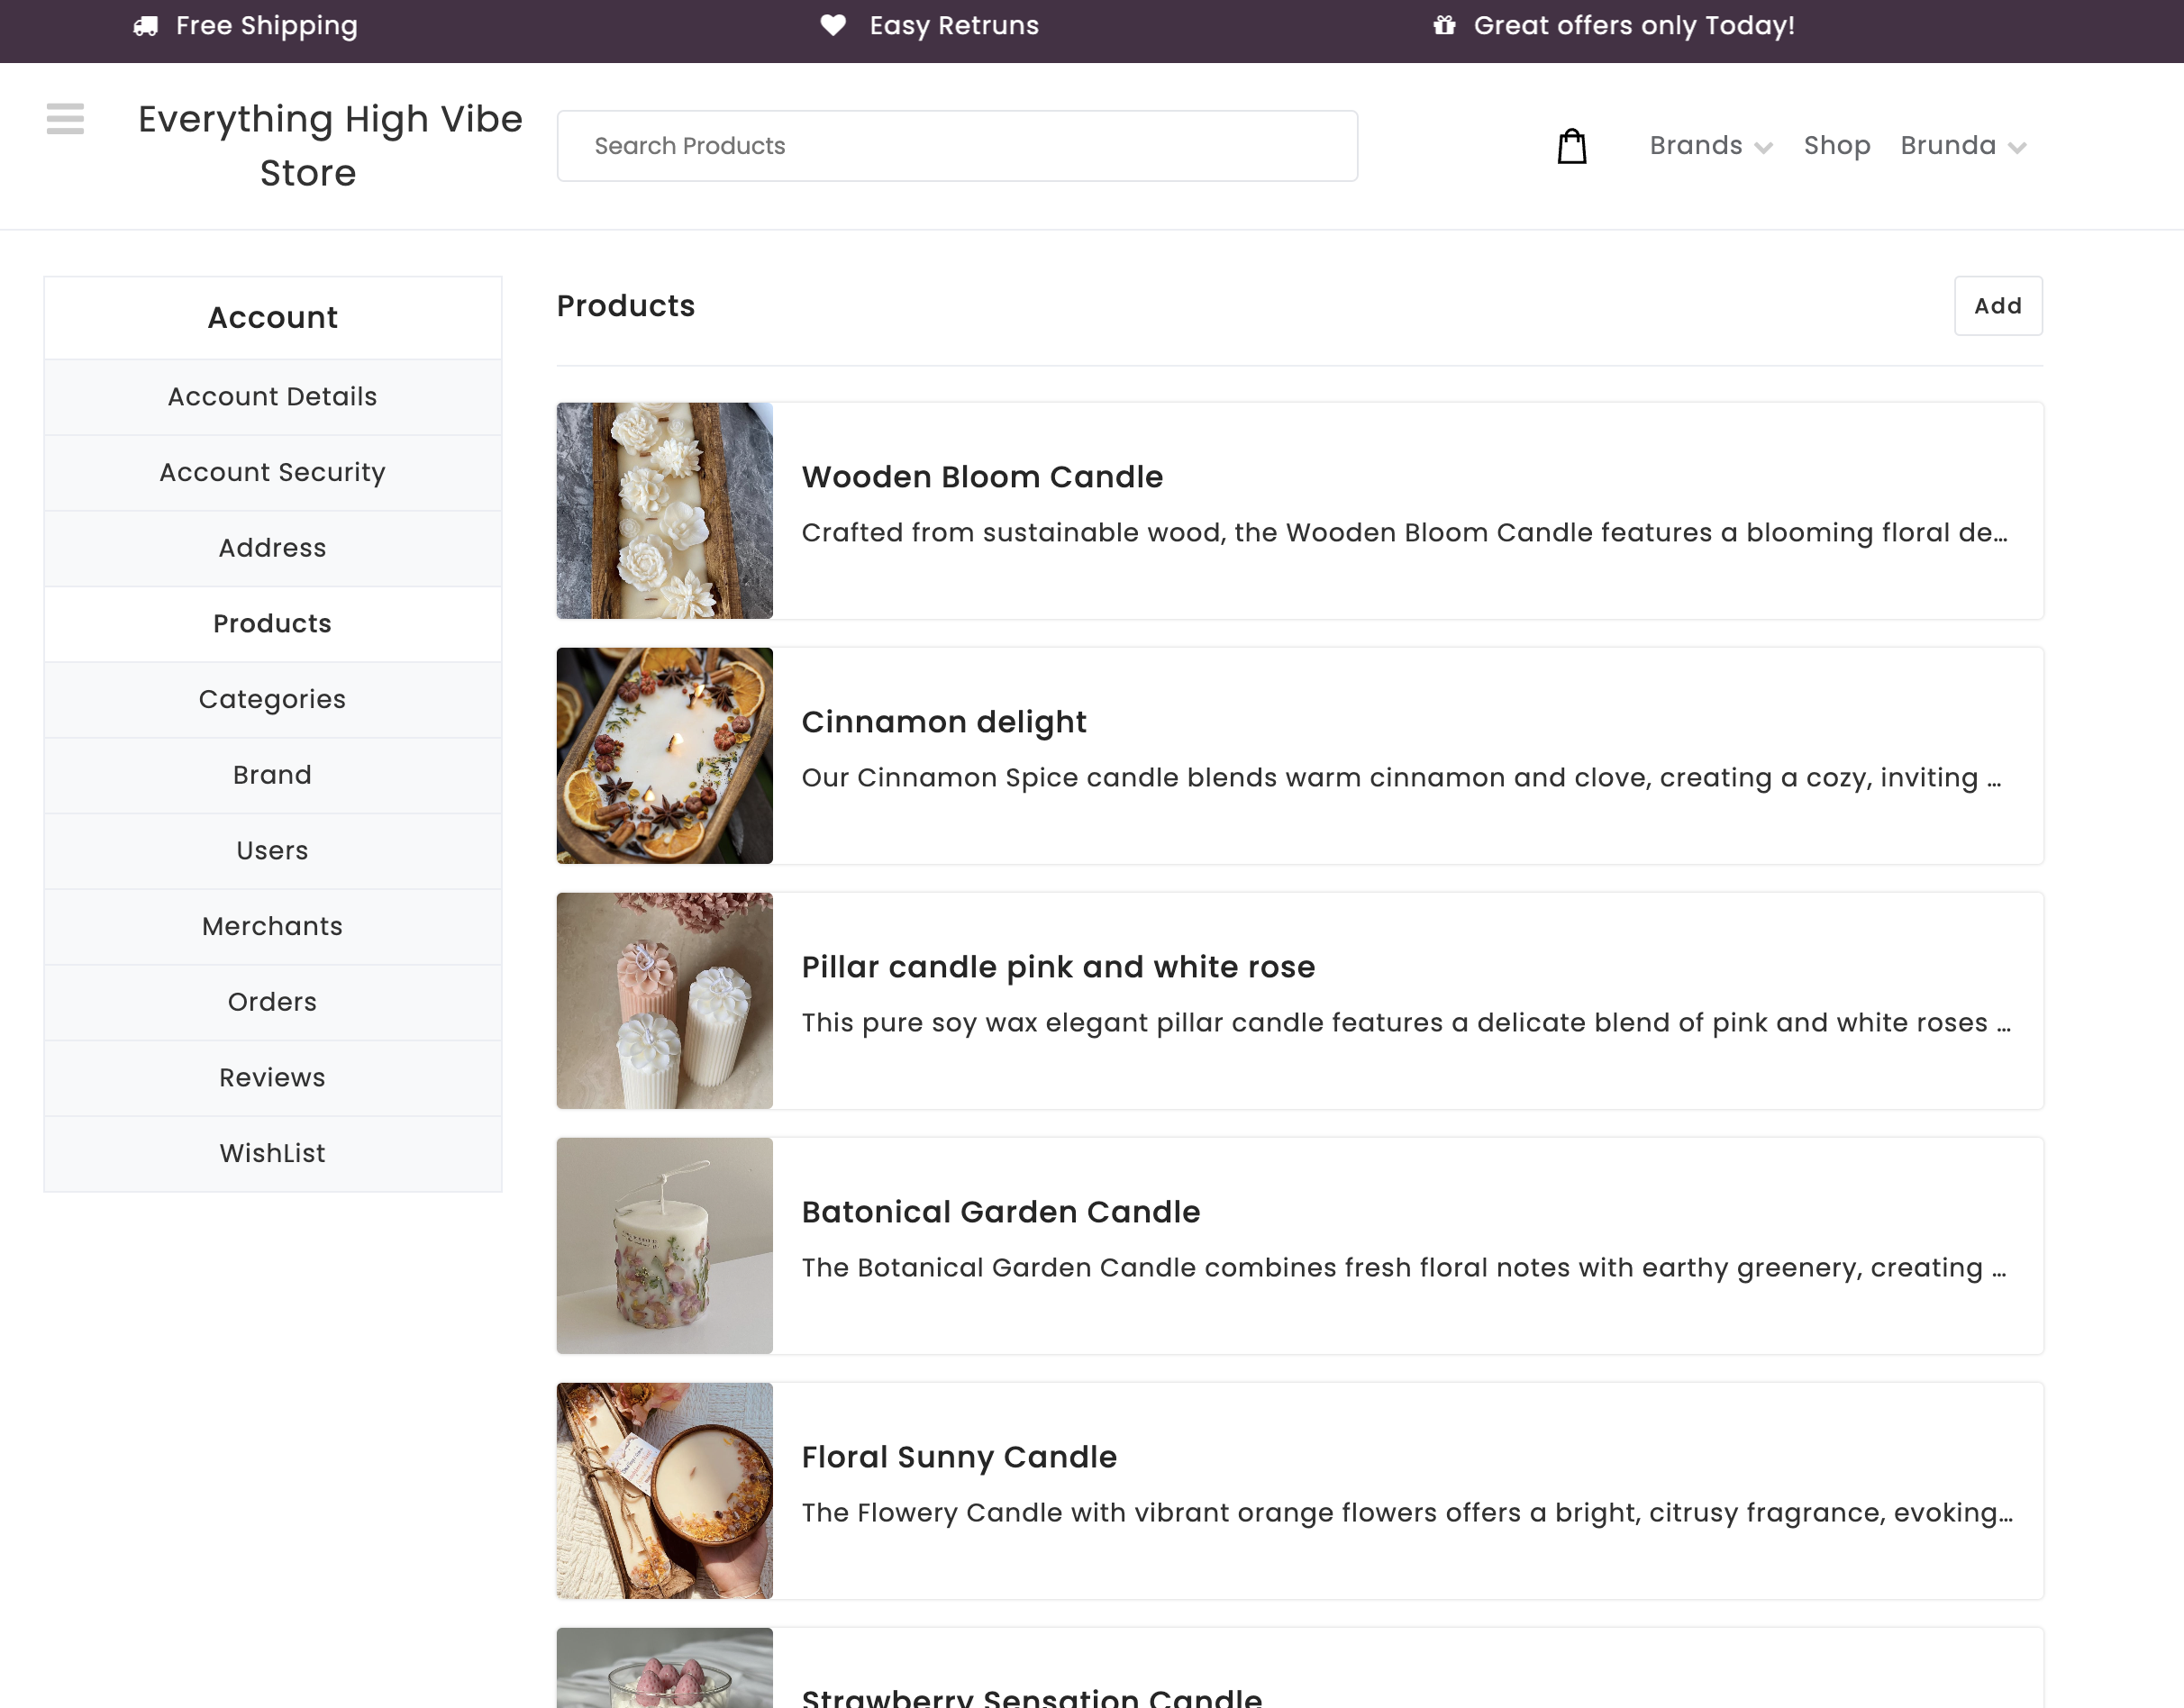 Free Shipping
Easy Retruns
Great offers only Today!
Everything High Vibe
Store
Search Products
Brands
Shop
Brunda
Account
Account Details
Account Security
Address
Products
Categories
Brand
Users
Merchants
Orders
Reviews
WishList
Products
Add
Wooden Bloom Candle
Crafted from sustainable wood, the Wooden Bloom Candle features a blooming floral de...
Cinnamon delight
Our Cinnamon Spice candle blends warm cinnamon and clove, creating a cozy, inviting ...
Pillar candle pink and white rose
This pure soy wax elegant pillar candle features a delicate blend of pink and white roses ...
Batonical Garden Candle
The Botanical Garden Candle combines fresh floral notes with earthy greenery, creating ...
Floral Sunny Candle
The Flowery Candle with vibrant orange flowers offers a bright, citrusy fragrance, evoking...
Strawberry Sensation Candle